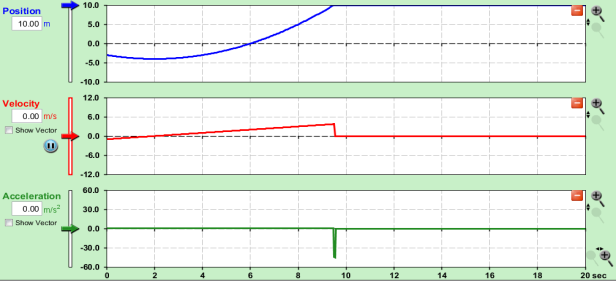 Position
10.00 m
10.0
5.0
0.0
-5.0
-10.0
Velocity
0.00 m/s
Show Vector
12.0
6.0
0.0
-6.0
-12.0
Acceleration
0.00 m/s²
Show Vector
60.0
30.0
0.0
-30.0
-60.0
0 2 4 6 8 10 12 14 16 18 20 sec